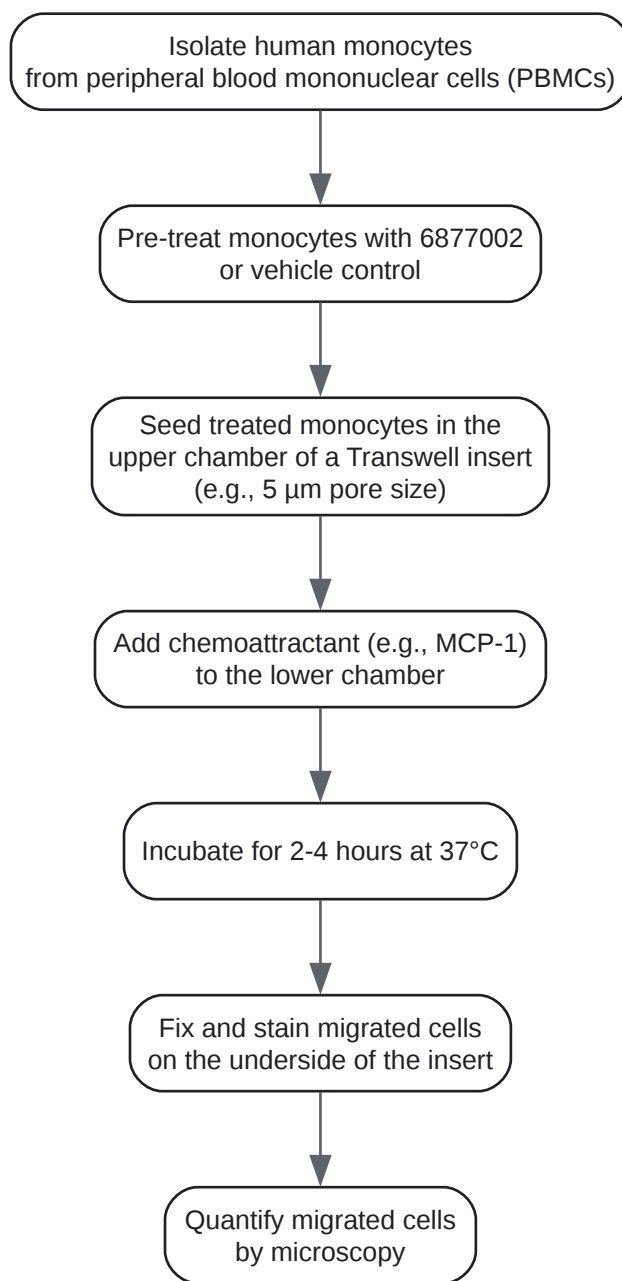 Isolate human monocytes
from peripheral blood mononuclear cells (PBMCs)
Pre-treat monocytes with 6877002
or vehicle control
Seed treated monocytes in the
upper chamber of a Transwell insert
(e.g., 5 µm pore size)
Add chemoattractant (e.g., MCP-1)
to the lower chamber
Incubate for 2-4 hours at 37°C
Fix and stain migrated cells
on the underside of the insert
Quantify migrated cells
by microscopy